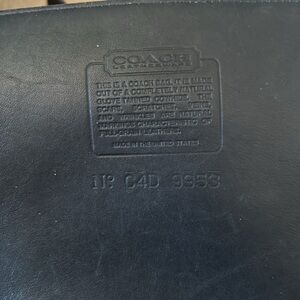 COACH
THIS IS A COACH BAG. IT IS MADE
OUT OF A COMPLETELY NATURAL
GLOVE TANNED COWHIDE. THE
SCARS, SCRATCHES, VEINS,
AND WRINKLES ARE NATURAL
MARKINGS CHARACTERISTIC OF
FULL-GRAIN LEATHERS.
MADE IN THE UNITED STATES
Nº C4D 9953